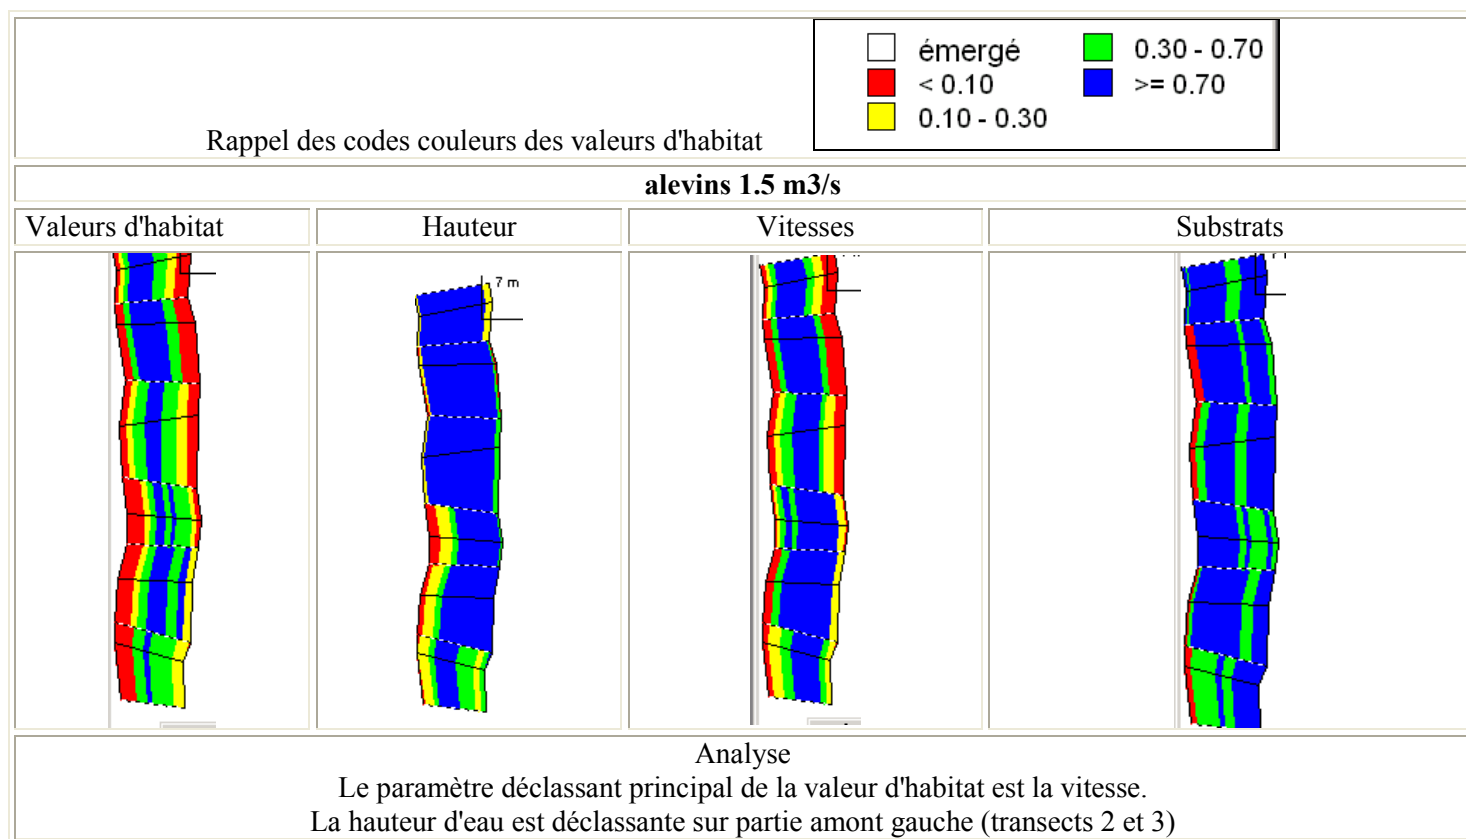 émergé
0.30 - 0.70
< 0.10
>= 0.70
0.10 - 0.30
Rappel des codes couleurs des valeurs d'habitat
alevins 1.5 m3/s
Valeurs d'habitat
Hauteur
Vitesses
Substrats
7 m
Analyse
Le paramètre déclassant principal de la valeur d'habitat est la vitesse.
La hauteur d'eau est déclassante sur partie amont gauche (transects 2 et 3)